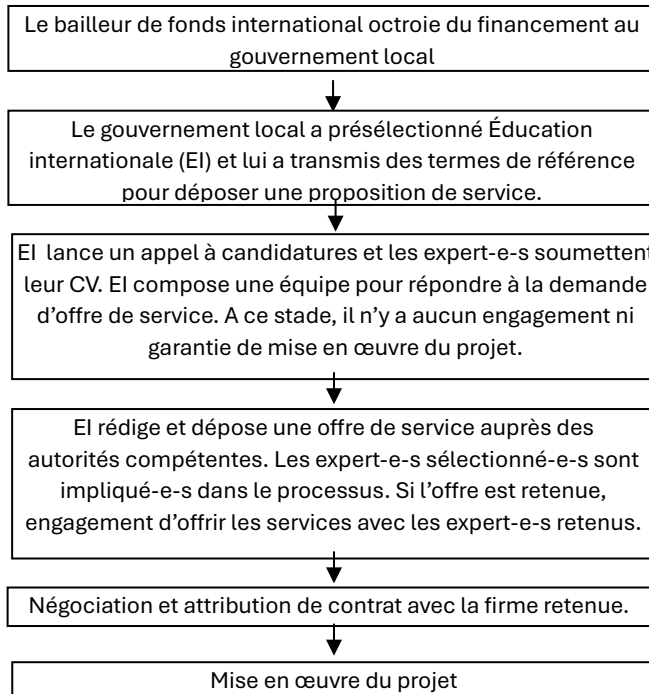 Le bailleur de fonds international octroie du financement au
gouvernement local
Le gouvernement local a présélectionné Éducation
internationale (EI) et lui a transmis des termes de référence
pour déposer une proposition de service.
EI lance un appel à candidatures et les expert-e-s soumettent
leur CV. EI compose une équipe pour répondre à la demande
d’offre de service. A ce stade, il n’y a aucun engagement ni
garantie de mise en œuvre du projet.
EI rédige et dépose une offre de service auprès des
autorités compétentes. Les expert-e-s sélectionné-e-s sont
impliqué-e-s dans le processus. Si l’offre est retenue,
engagement d’offrir les services avec les expert-e-s retenus.
Négociation et attribution de contrat avec la firme retenue.
Mise en œuvre du projet